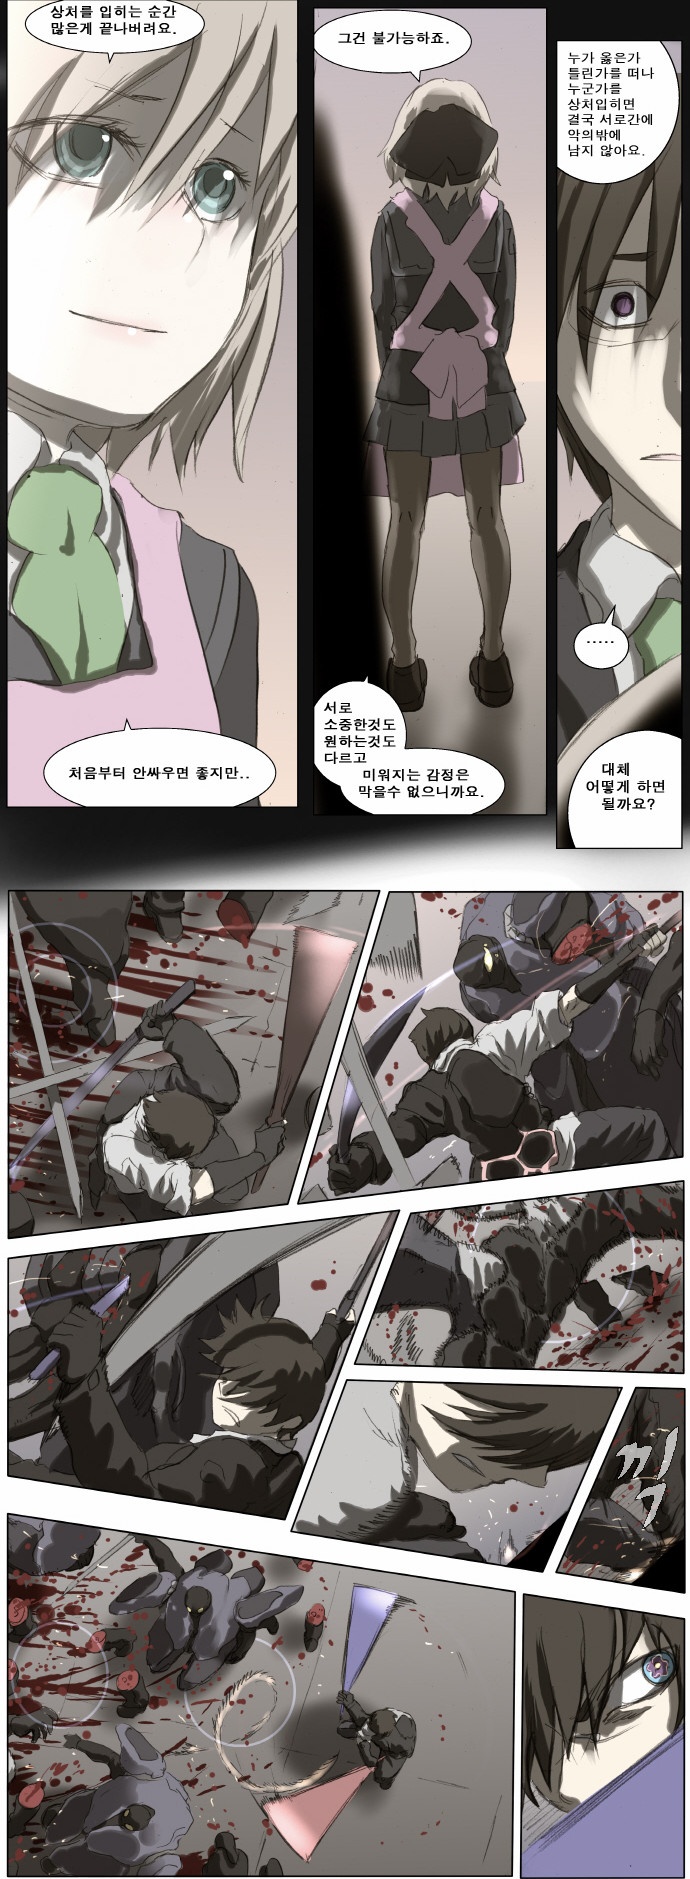 상처를 입히는 순간
많은게 끝나버려요.
처음부터 안싸우면 좋지만..
그건 불가능하죠.
서로
소중한것도
원하는것도
다르고
미워지는 감정은
막을수 없으니까요.
누가 옳은가
틀린가를 떠나
누군가를
상처입히면
결국 서로간에
악의밖에
남지 않아요.
.....
대체
어떻게 하면
될까요?
끼
긱